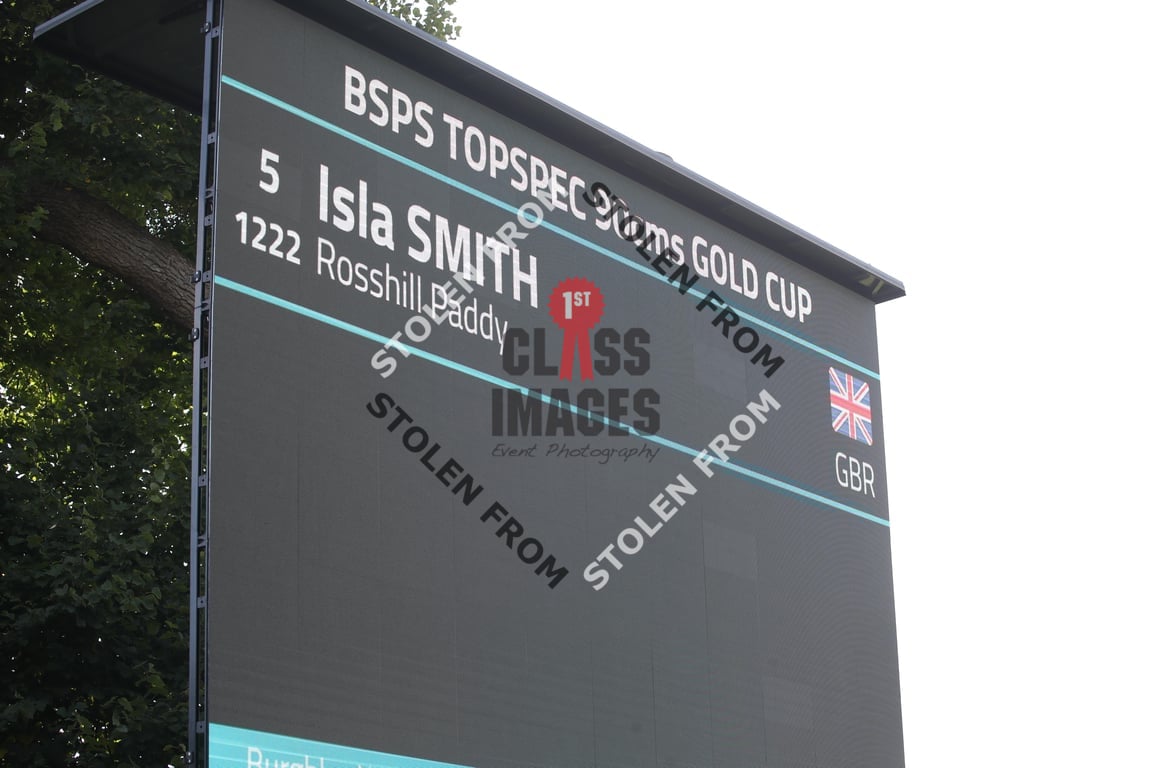 BSPS TOPSPEC 90cms GOLD CUP
5 Isla SMITH
1222 Rosshill Paddy
GBR
STOLEN FROM
STOLEN FROM
1ST
CLASS
IMAGES
Event Photography
STOLEN FROM
STOLEN FROM